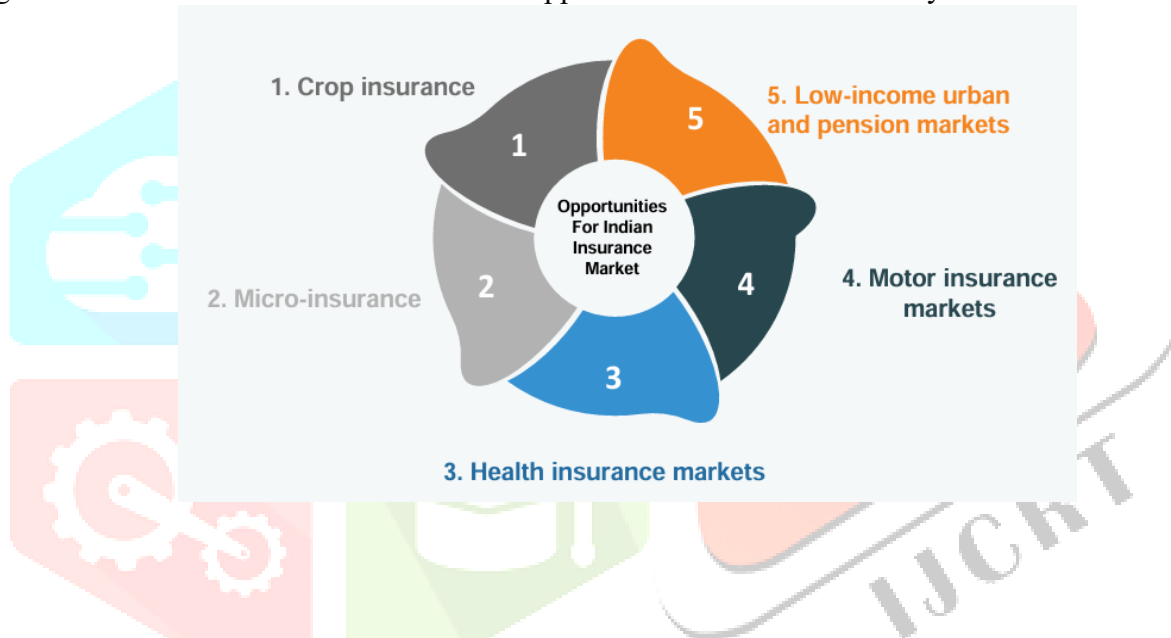 1. Crop insurance
1
5
5. Low-income urban
and pension markets
Opportunities
For Indian
Insurance
Market
2. Micro-insurance
2
4
4. Motor insurance
markets
3
3. Health insurance markets
IJCRT